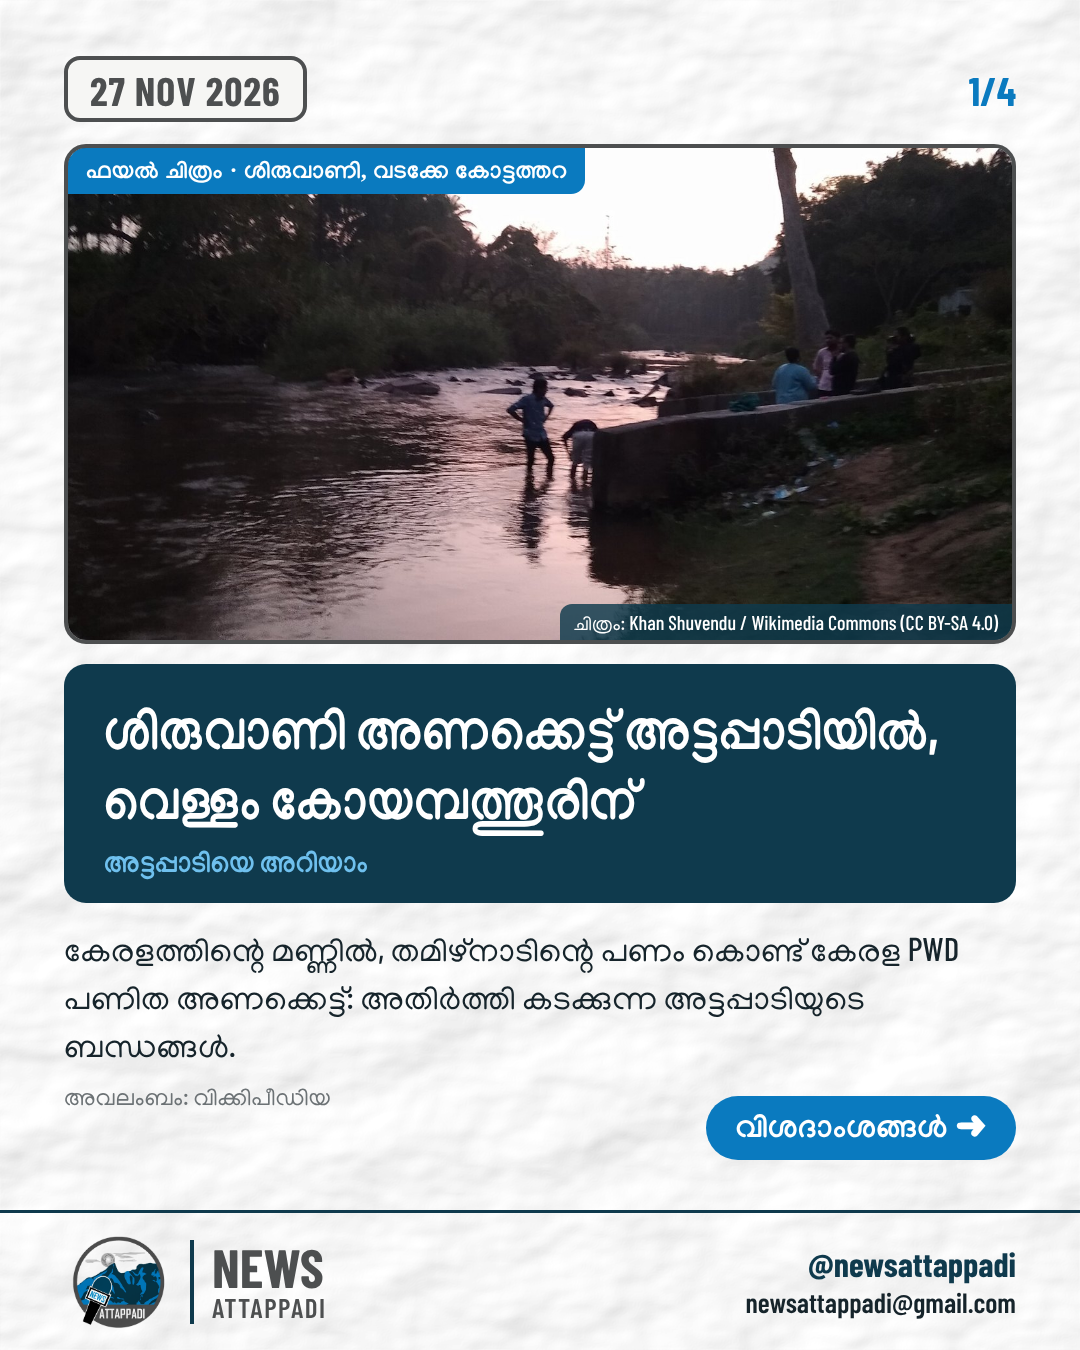 27 NOV 2026
1/4
ഫയൽ ചിത്രം · ശിരുവാണി, വടക്കേ കോട്ടത്തറ
ചിത്രം: Khan Shuvendu / Wikimedia Commons (CC BY-SA 4.0)
ശിരുവാണി അണക്കെട്ട് അട്ടപ്പാടിയിൽ,
വെള്ളം കോയമ്പത്തൂരിന്
അട്ടപ്പാടിയെ അറിയാം
കേരളത്തിന്റെ മണ്ണിൽ, തമിഴ്നാടിന്റെ പണം കൊണ്ട് കേരള PWD
പണിത അണക്കെട്ട്: അതിർത്തി കടക്കുന്ന അട്ടപ്പാടിയുടെ
ബന്ധങ്ങൾ.
അവലംബം: വിക്കിപീഡിയ
വിശദാംശങ്ങൾ ➜
NEWS
ATTAPPADI
NEWS
ATTAPPADI
@newsattappadi
newsattappadi@gmail.com